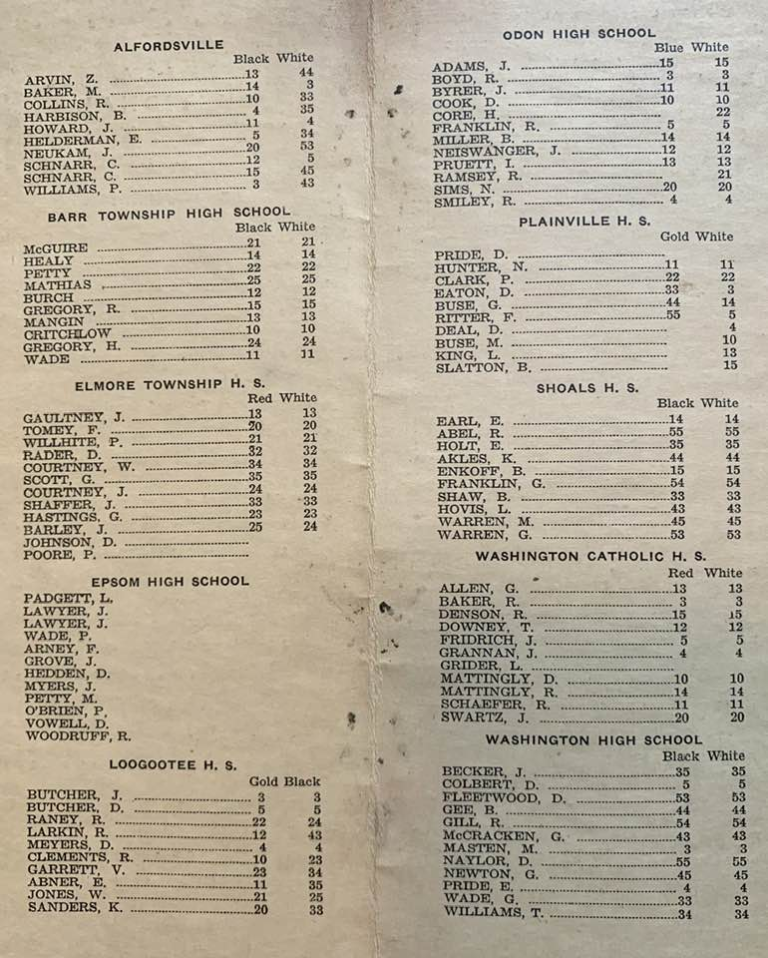 ALFORDSVILLE
Black White
ARVIN, Z. 13 44
BAKER, M. 14 3
COLLINS, R. 10 33
HARBISON, B. 4 35
HOWARD, J. 11 4
HELDERMAN, E. 5 34
NEUKAM, J. 20 53
SCHNARR, C. 12 5
SCHNARR, C. 15 45
WILLIAMS, P. 3 43
BARR TOWNSHIP HIGH SCHOOL
Black White
McGUIRE 21 21
HEALY 14 14
PETTY 22 22
MATHIAS 25 25
BURCH 12 12
GREGORY, R. 15 15
MANGIN 13 13
CRITCHLOW 10 10
GREGORY, H. 24 24
WADE 11 11
ELMORE TOWNSHIP H. S.
Red White
GAULTNEY, J. 13 13
TOMEY, F. 20 20
WILLHITE, P. 21 21
RADER, D. 32 32
COURTNEY, W. 34 34
SCOTT, G. 35 35
COURTNEY, J. 24 24
SHAFFER, J. 33 33
HASTINGS, G. 23 23
BARLEY, J. 25 24
JOHNSON, D.
POORE, P.
EPSOM HIGH SCHOOL
PADGETT, L.
LAWYER, J.
LAWYER, J.
WADE, P.
ARNEY, F.
GROVE, J.
HEDDEN, D.
MYERS, J.
PETTY, M.
O'BRIEN, P.
VOWELL, D.
WOODRUFF, R.
LOOGOOTEE H. S.
Gold Black
BUTCHER, J. 3 3
BUTCHER, D. 5 5
RANEY, R. 22 24
LARKIN, R. 12 43
MEYERS, D. 4 4
CLEMENTS, R. 10 23
GARRETT, V. 23 34
ABNER, E. 11 35
JONES, W. 21 25
SANDERS, K. 20 33
ODON HIGH SCHOOL
Blue White
ADAMS, J. 15 15
BOYD, R. 3 3
BYRER, J. 11 11
COOK, D. 10 10
CORE, H. 22
FRANKLIN, R. 5 5
MILLER, B. 14 14
NEISWANGER, J. 12 12
PRUETT, I. 13 13
RAMSEY, R. 21
SIMS, N. 20 20
SMILEY, R. 4 4
PLAINVILLE H. S.
Gold White
PRIDE, D.
HUNTER, N. 11 11
CLARK, P. 22 22
EATON, D. 33 3
BUSE, G. 44 14
RITTER, F. 55 5
DEAL, D. 4
BUSE, M. 10
KING, L. 13
SLATTON, B. 15
SHOALS H. S.
Black White
EARL, E. 14 14
ABEL, R. 55 55
HOLT, E. 35 35
AKLES, K. 44 44
ENKOFF, B. 15 15
FRANKLIN, G. 54 54
SHAW, B. 33 33
HOVIS, L. 43 43
WARREN, M. 45 45
WARREN, G. 53 53
WASHINGTON CATHOLIC H. S.
Red White
ALLEN, G. 13 13
BAKER, R. 3 3
DENSON, R. 15 15
DOWNEY, T. 12 12
FRIDRICH, J. 5 5
GRANNAN, J. 4 4
GRIDER, L.
MATTINGLY, D. 10 10
MATTINGLY, R. 14 14
SCHAEFER, R. 11 11
SWARTZ, J. 20 20
WASHINGTON HIGH SCHOOL
Black White
BECKER, J. 35 35
COLBERT, D. 5 5
FLEETWOOD, D. 53 53
GEE, B. 44 44
GILL, R. 54 54
McCRACKEN, G. 43 43
MASTEN, M. 3 3
NAYLOR, D. 55 55
NEWTON, G. 45 45
PRIDE, E. 4 4
WADE, G. 33 33
WILLIAMS, T. 34 34